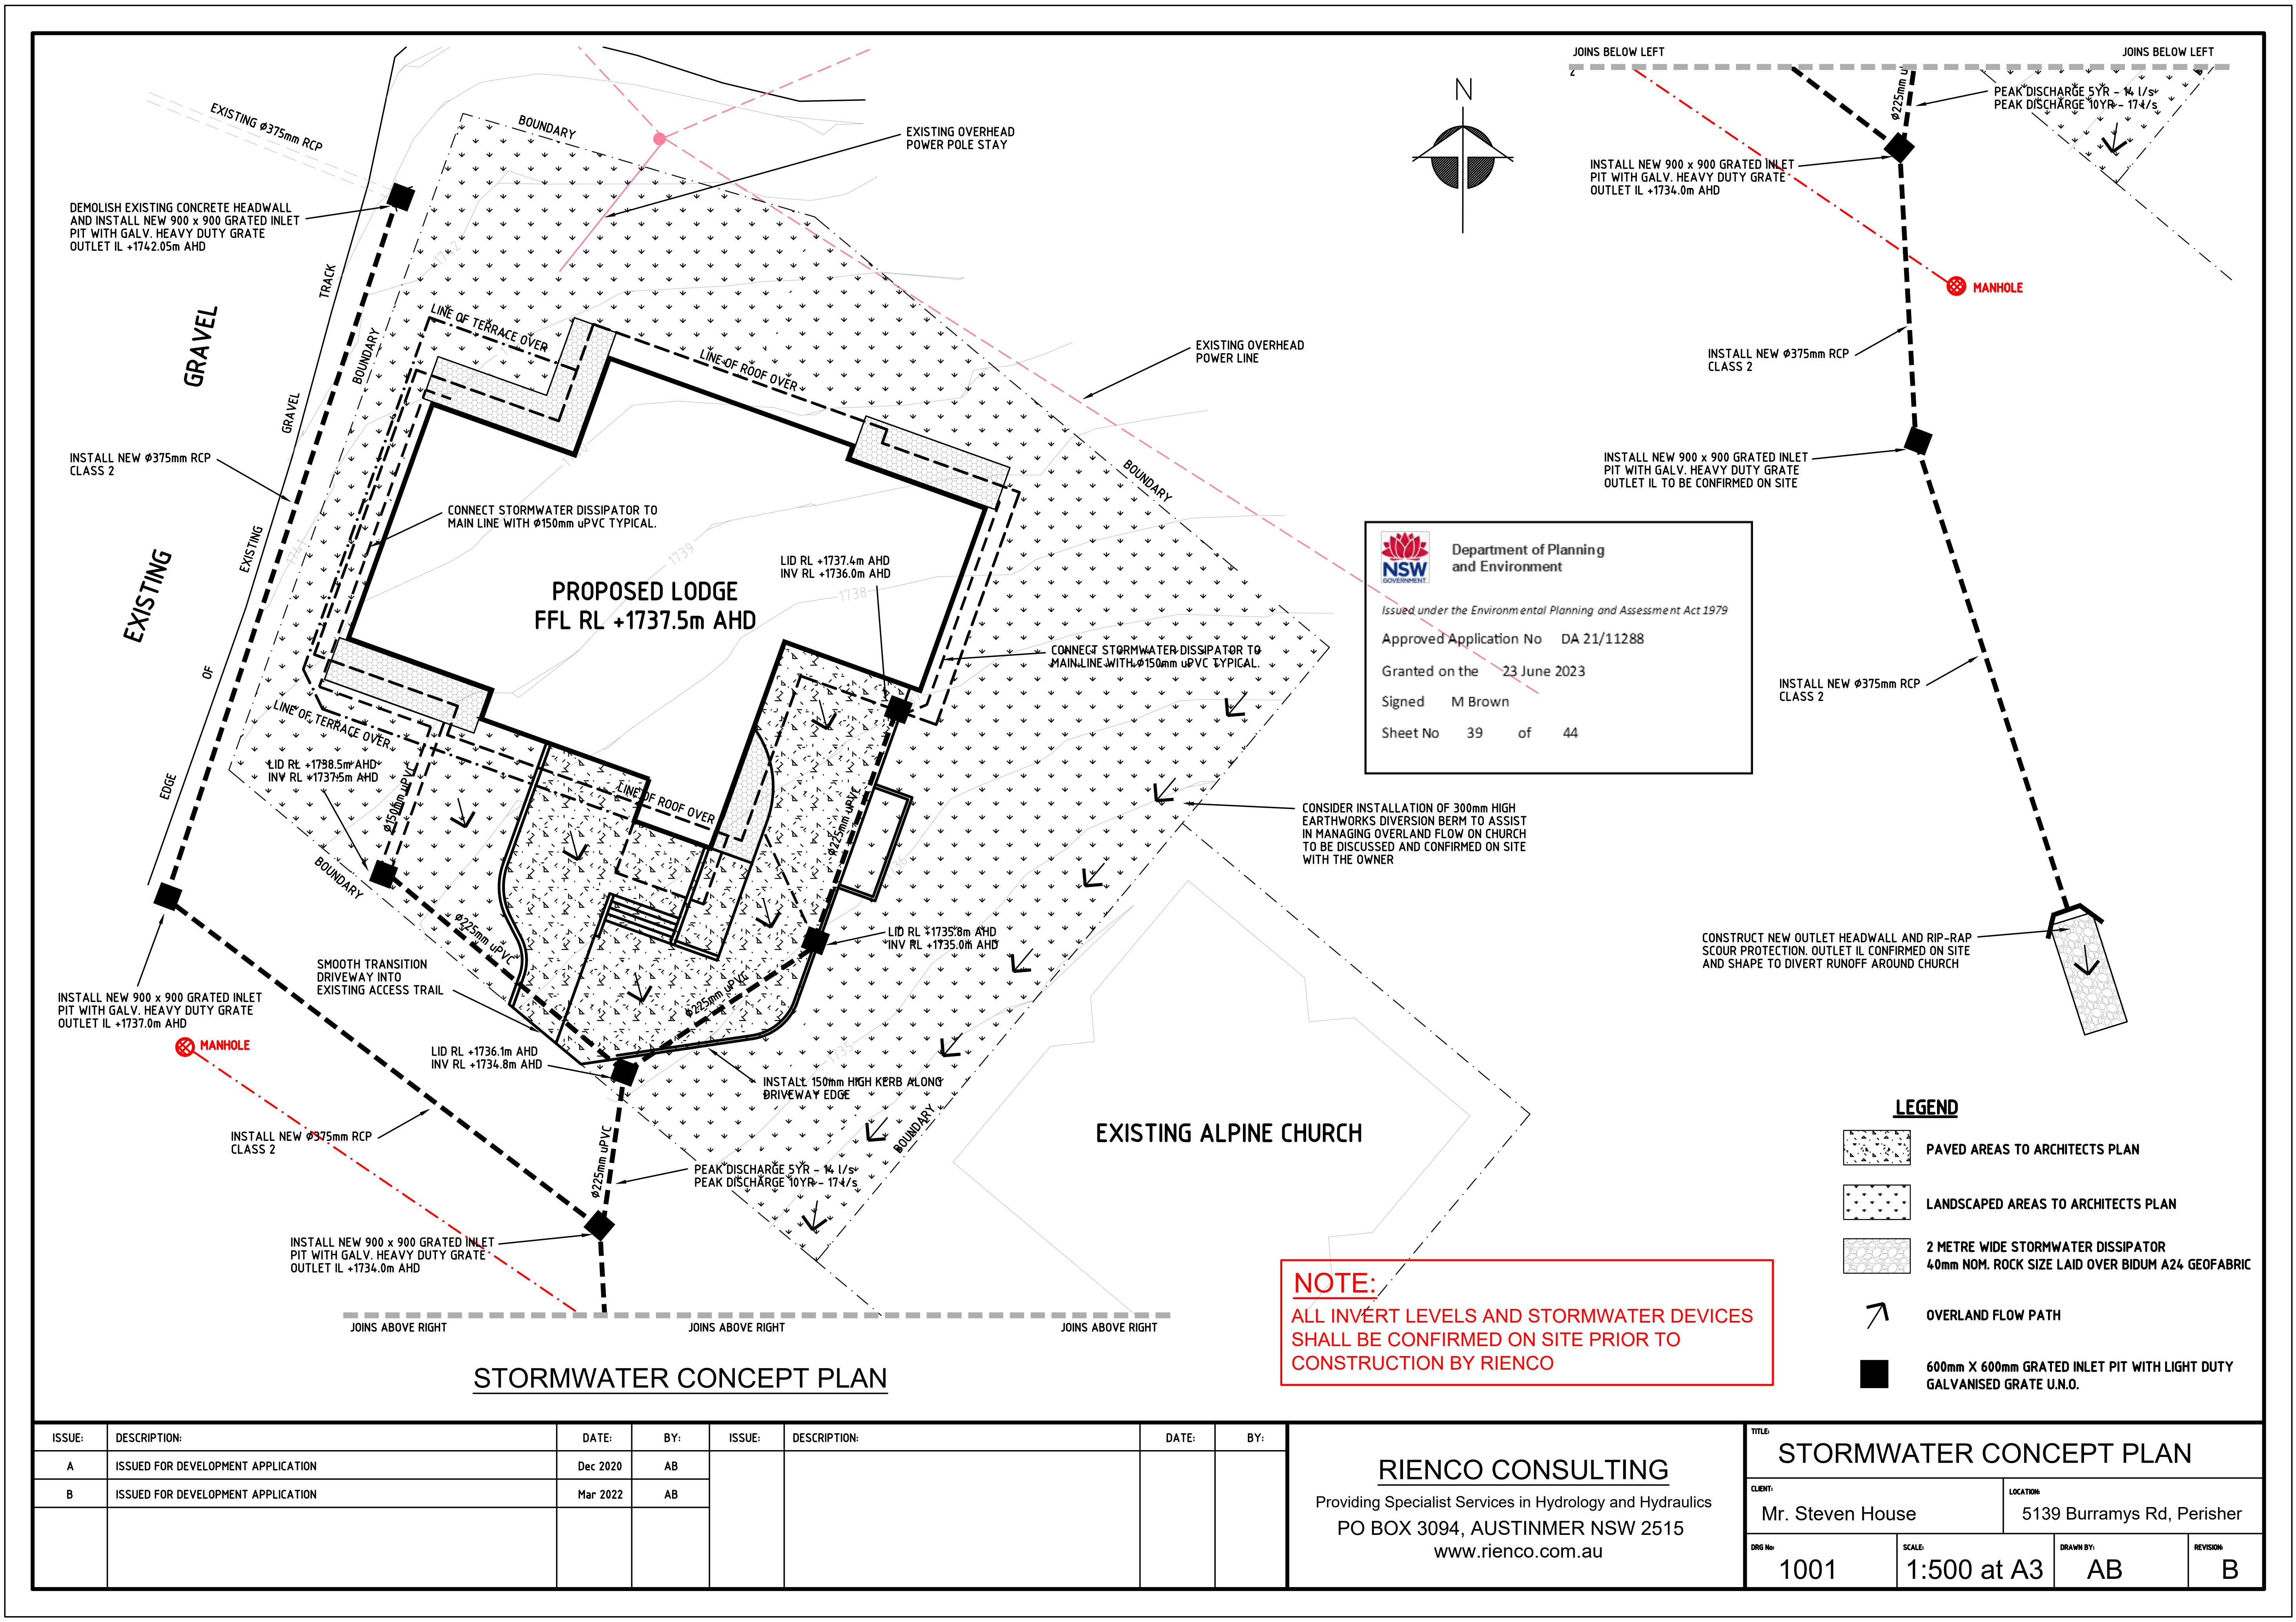 EXISTING Ø375mm RCP
BOUNDARY
EXISTING OVERHEAD
POWER POLE STAY
DEMOLISH EXISTING CONCRETE HEADWALL
AND INSTALL NEW 900 x 900 GRATED INLET
PIT WITH GALV. HEAVY DUTY GRATE
OUTLET IL +1742.05m AHD
1742
LINE OF TERRACE OVER
LINE OF ROOF OVER
BOUNDARY
EXISTING OVERHEAD
POWER LINE
EXISTING GRAVEL
EDGE OF EXISTING GRAVEL TRACK
INSTALL NEW Ø375mm RCP
CLASS 2
BOUNDARY
CONNECT STORMWATER DISSIPATOR TO
MAIN LINE WITH Ø150mm uPVC TYPICAL.
1741
1739
1738
LID RL +1737.4m AHD
INV RL +1736.0m AHD
PROPOSED LODGE
FFL RL +1737.5m AHD
CONNECT STORMWATER DISSIPATOR TO
MAIN LINE WITH Ø150mm uPVC TYPICAL.
LINE OF TERRACE OVER
LID RL +1738.5m AHD
INV RL +1737.5m AHD
Ø150mm uPVC
LINE OF ROOF OVER
Ø225mm uPVC
CONSIDER INSTALLATION OF 300mm HIGH
EARTHWORKS DIVERSION BERM TO ASSIST
IN MANAGING OVERLAND FLOW ON CHURCH
TO BE DISCUSSED AND CONFIRMED ON SITE
WITH THE OWNER
BOUNDARY
Ø225mm uPVC
LID RL +1735.8m AHD
INV RL +1735.0m AHD
SMOOTH TRANSITION
DRIVEWAY INTO
EXISTING ACCESS TRAIL
Ø225mm uPVC
INSTALL NEW 900 x 900 GRATED INLET
PIT WITH GALV. HEAVY DUTY GRATE
OUTLET IL +1737.0m AHD
MANHOLE
LID RL +1736.1m AHD
INV RL +1734.8m AHD
1735
INSTALL 150mm HIGH KERB ALONG
DRIVEWAY EDGE
BOUNDARY
EXISTING ALPINE CHURCH
INSTALL NEW Ø375mm RCP
CLASS 2
Ø225mm uPVC
PEAK DISCHARGE 5YR - 14 l/s
PEAK DISCHARGE 10YR - 17 l/s
INSTALL NEW 900 x 900 GRATED INLET
PIT WITH GALV. HEAVY DUTY GRATE
OUTLET IL +1734.0m AHD
JOINS ABOVE RIGHT
JOINS ABOVE RIGHT
JOINS ABOVE RIGHT
STORMWATER CONCEPT PLAN
N
JOINS BELOW LEFT
JOINS BELOW LEFT
Ø225mm u
PEAK DISCHARGE 5YR - 14 l/s
PEAK DISCHARGE 10YR - 17 l/s
INSTALL NEW 900 x 900 GRATED INLET
PIT WITH GALV. HEAVY DUTY GRATE
OUTLET IL +1734.0m AHD
MANHOLE
INSTALL NEW Ø375mm RCP
CLASS 2
INSTALL NEW 900 x 900 GRATED INLET
PIT WITH GALV. HEAVY DUTY GRATE
OUTLET IL TO BE CONFIRMED ON SITE
INSTALL NEW Ø375mm RCP
CLASS 2
CONSTRUCT NEW OUTLET HEADWALL AND RIP-RAP
SCOUR PROTECTION. OUTLET IL CONFIRMED ON SITE
AND SHAPE TO DIVERT RUNOFF AROUND CHURCH
NSW
GOVERNMENT
Department of Planning
and Environment
Issued under the Environmental Planning and Assessment Act 1979
Approved Application No DA 21/11288
Granted on the 23 June 2023
Signed M Brown
Sheet No 39 of 44
NOTE:
ALL INVERT LEVELS AND STORMWATER DEVICES
SHALL BE CONFIRMED ON SITE PRIOR TO
CONSTRUCTION BY RIENCO
LEGEND
PAVED AREAS TO ARCHITECTS PLAN
LANDSCAPED AREAS TO ARCHITECTS PLAN
2 METRE WIDE STORMWATER DISSIPATOR
40mm NOM. ROCK SIZE LAID OVER BIDUM A24 GEOFABRIC
OVERLAND FLOW PATH
600mm X 600mm GRATED INLET PIT WITH LIGHT DUTY
GALVANISED GRATE U.N.O.
ISSUE: DESCRIPTION: DATE: BY: ISSUE: DESCRIPTION: DATE: BY:
A ISSUED FOR DEVELOPMENT APPLICATION Dec 2020 AB
B ISSUED FOR DEVELOPMENT APPLICATION Mar 2022 AB
RIENCO CONSULTING
Providing Specialist Services in Hydrology and Hydraulics
PO BOX 3094, AUSTINMER NSW 2515
www.rienco.com.au
TITLE:
STORMWATER CONCEPT PLAN
CLIENT:
Mr. Steven House
LOCATION:
5139 Burramys Rd, Perisher
DRG No:
1001
SCALE:
1:500 at A3
DRAWN BY:
AB
REVISION:
B